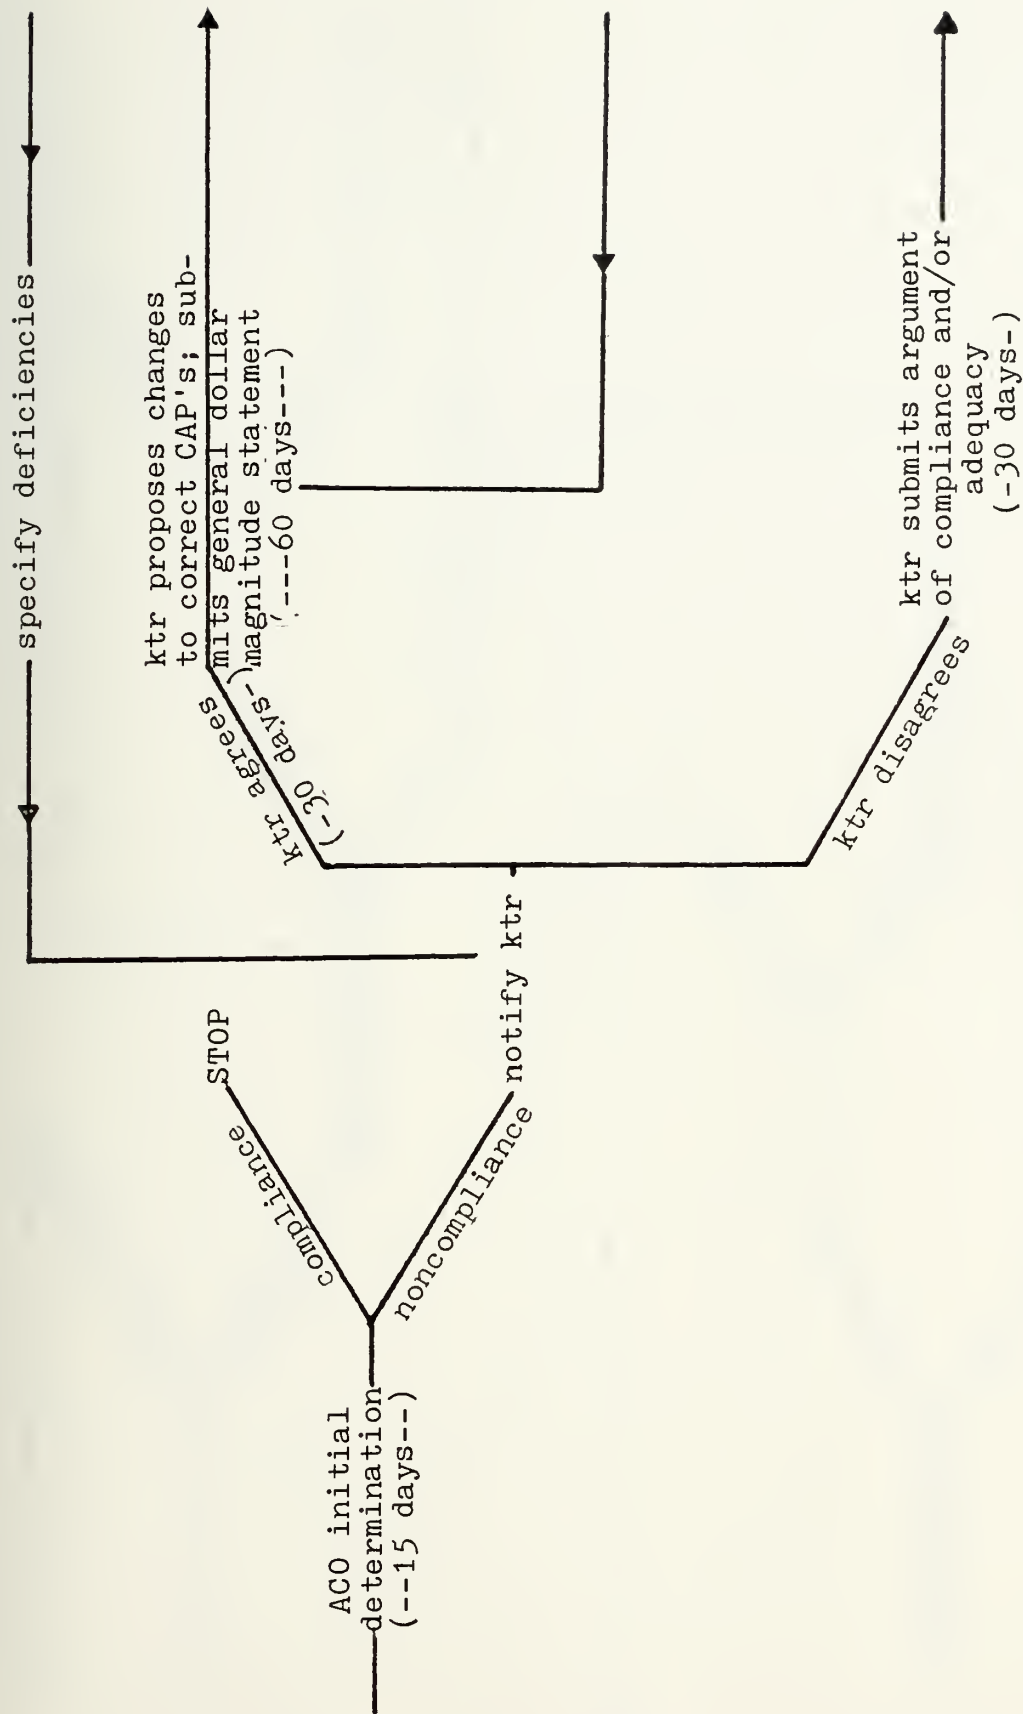 specify deficiencies
ktr proposes changes
to correct CAP's; sub-
mits general dollar
magnitude statement
(---60 days---)
ktr agrees
(-30 days-)
STOP
compliance
notify ktr
noncompliance
ACO initial
determination
(--15 days--)
ktr disagrees
ktr submits argument
of compliance and/or
adequacy
(-30 days-)